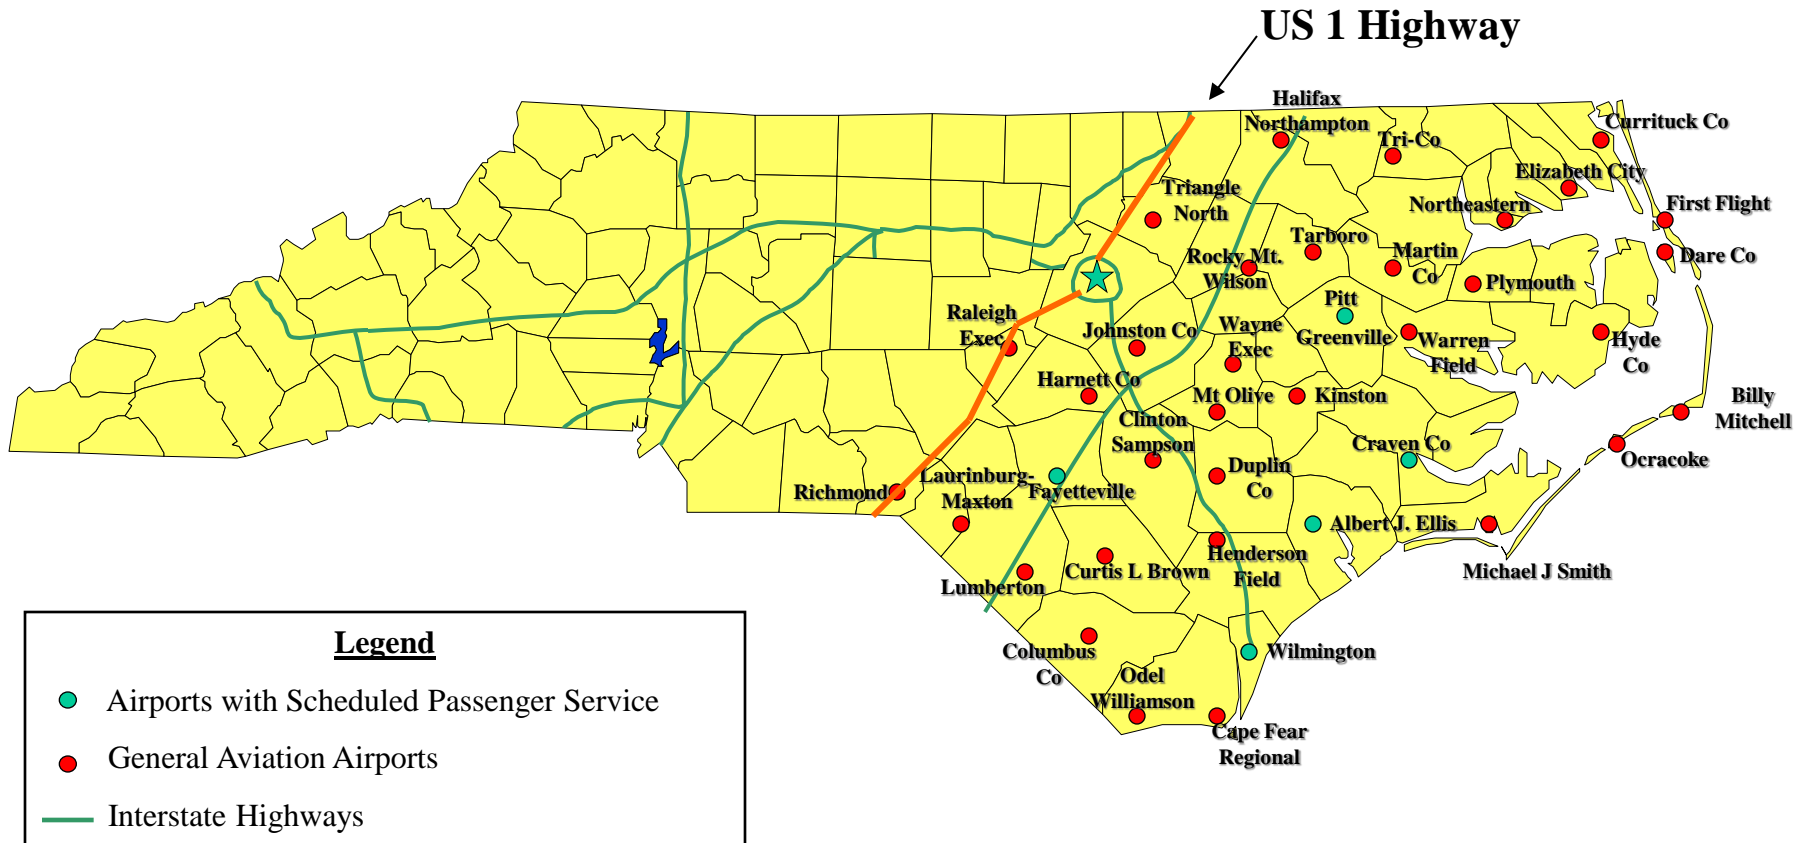 US 1 Highway
Halifax
Northampton
Currituck Co
Tri-Co
Elizabeth City
Triangle
North
Northeastern
First Flight
Tarboro
Martin
Co
Rocky Mt.
Wilson
Dare Co
Plymouth
Pitt
Greenville
Raleigh
Exec
Johnston Co
Wayne
Exec
Warren
Field
Hyde
Co
Harnett Co
Mt Olive
Kinston
Billy
Mitchell
Clinton
Sampson
Craven Co
Ocracoke
Duplin
Co
Laurinburg-
Maxton
Richmond
Fayetteville
Albert J. Ellis
Henderson
Field
Curtis L Brown
Michael J Smith
Lumberton
Columbus
Co
Wilmington
Odel
Williamson
Cape Fear
Regional
Legend
Airports with Scheduled Passenger Service
General Aviation Airports
Interstate Highways